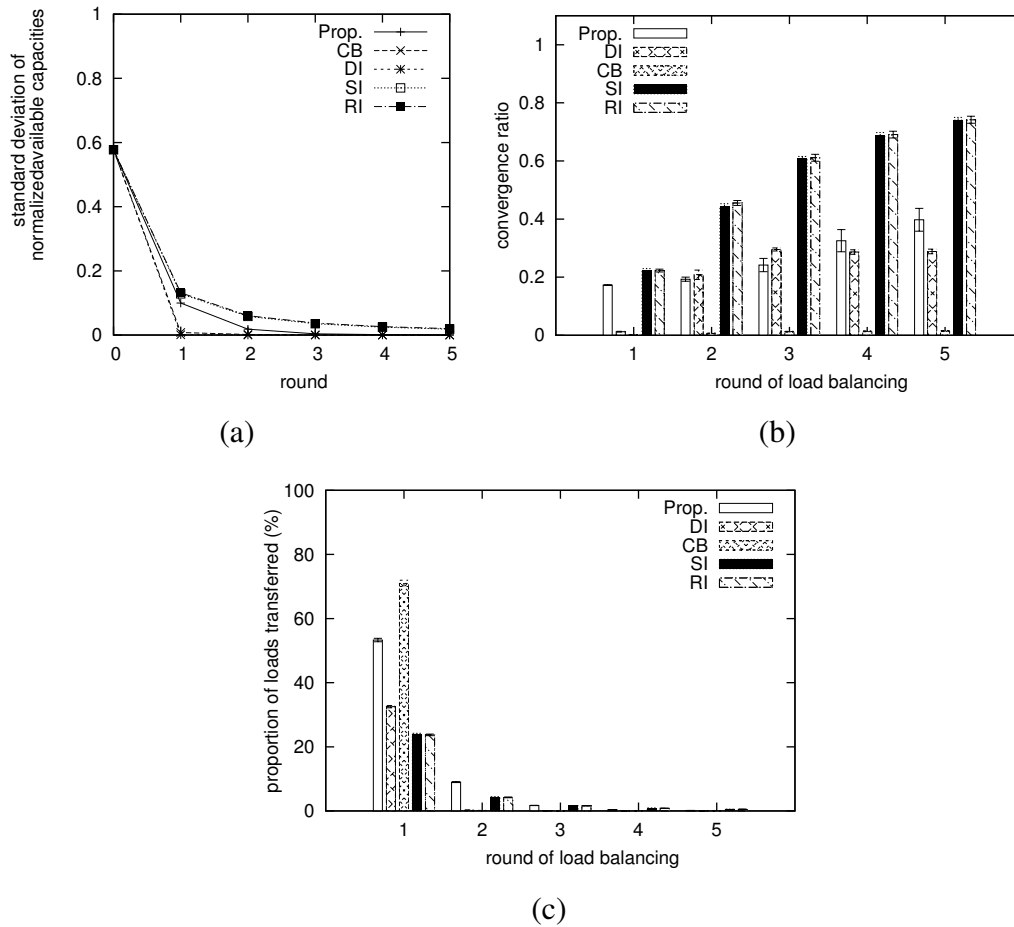 standard deviation of
normalizedavailable capacities
1
0.8
0.6
0.4
0.2
0
0 1 2 3 4 5
round
Prop.
CB
DI
SI
RI
(a)
convergence ratio
1
0.8
0.6
0.4
0.2
0
1 2 3 4 5
round of load balancing
Prop.
DI
CB
SI
RI
(b)
proportion of loads transferred (%)
100
80
60
40
20
0
1 2 3 4 5
round of load balancing
Prop.
DI
CB
SI
RI
(c)